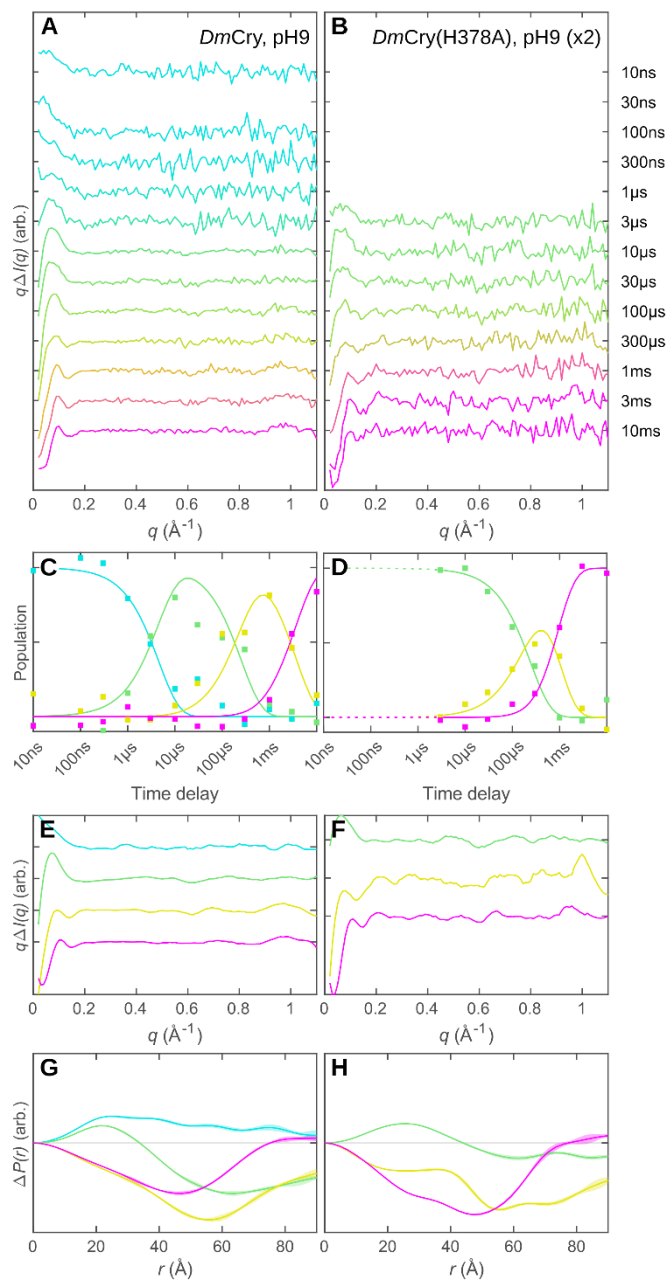 A DmCry, pH9
B DmCry(H378A), pH9 (x2)
10ns
30ns
100ns
300ns
1µs
3µs
10µs
30µs
100µs
300µs
1ms
3ms
10ms
qΔI(q) (arb.)
0 0.2 0.4 0.6 0.8 1
0 0.2 0.4 0.6 0.8 1
q (Å-1)
q (Å-1)
C
D
Population
10ns 100ns 1µs 10µs 100µs 1ms
10ns 100ns 1µs 10µs 100µs 1ms
Time delay
Time delay
E
F
qΔI(q) (arb.)
0 0.2 0.4 0.6 0.8 1
0 0.2 0.4 0.6 0.8 1
q (Å-1)
q (Å-1)
G
H
ΔP(r) (arb.)
0 20 40 60 80
0 20 40 60 80
r (Å)
r (Å)